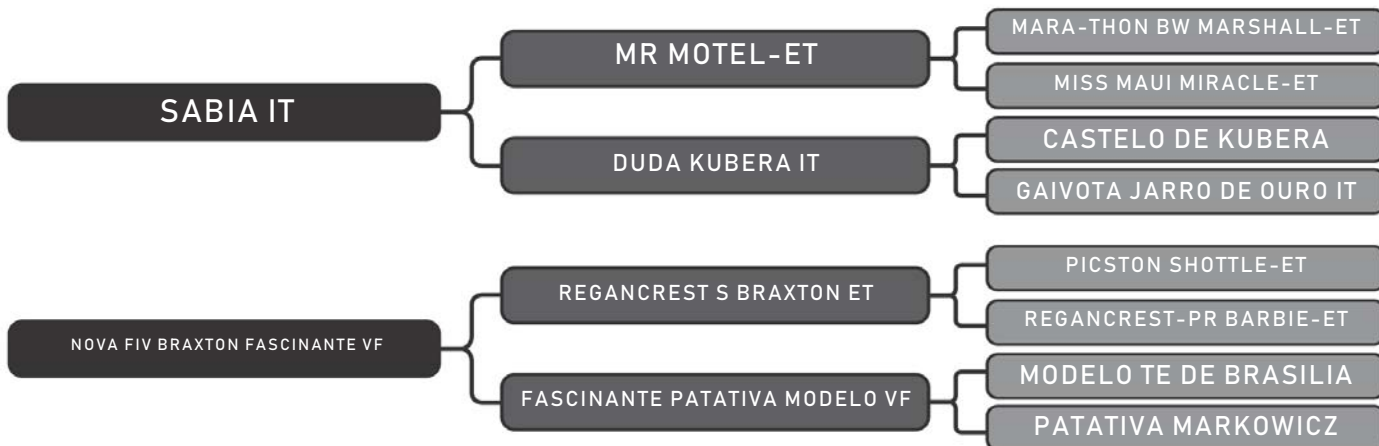 MARA-THON BW MARSHALL-ET
MR MOTEL-ET
MISS MAUI MIRACLE-ET
SABIA IT
CASTELO DE KUBERA
DUDA KUBERA IT
GAIVOTA JARRO DE OURO IT
PICSTON SHOTTLE-ET
REGANCREST S BRAXTON ET
REGANCREST-PR BARBIE-ET
NOVA FIV BRAXTON FASCINANTE VF
MODELO TE DE BRASILIA
FASCINANTE PATATIVA MODELO VF
PATATIVA MARKOWICZ